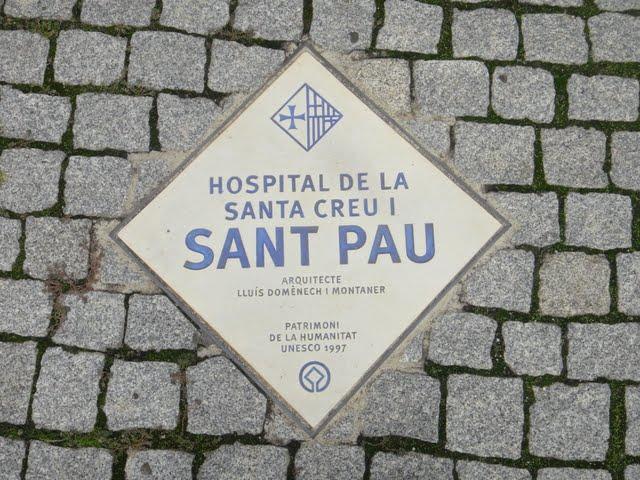 HOSPITAL DE LA
SANTA CREU I
SANT PAU
ARQUITECTE
LLUÍS DOMÈNECH I MONTANER
PATRIMONI
DE LA HUMANITAT
UNESCO 1997